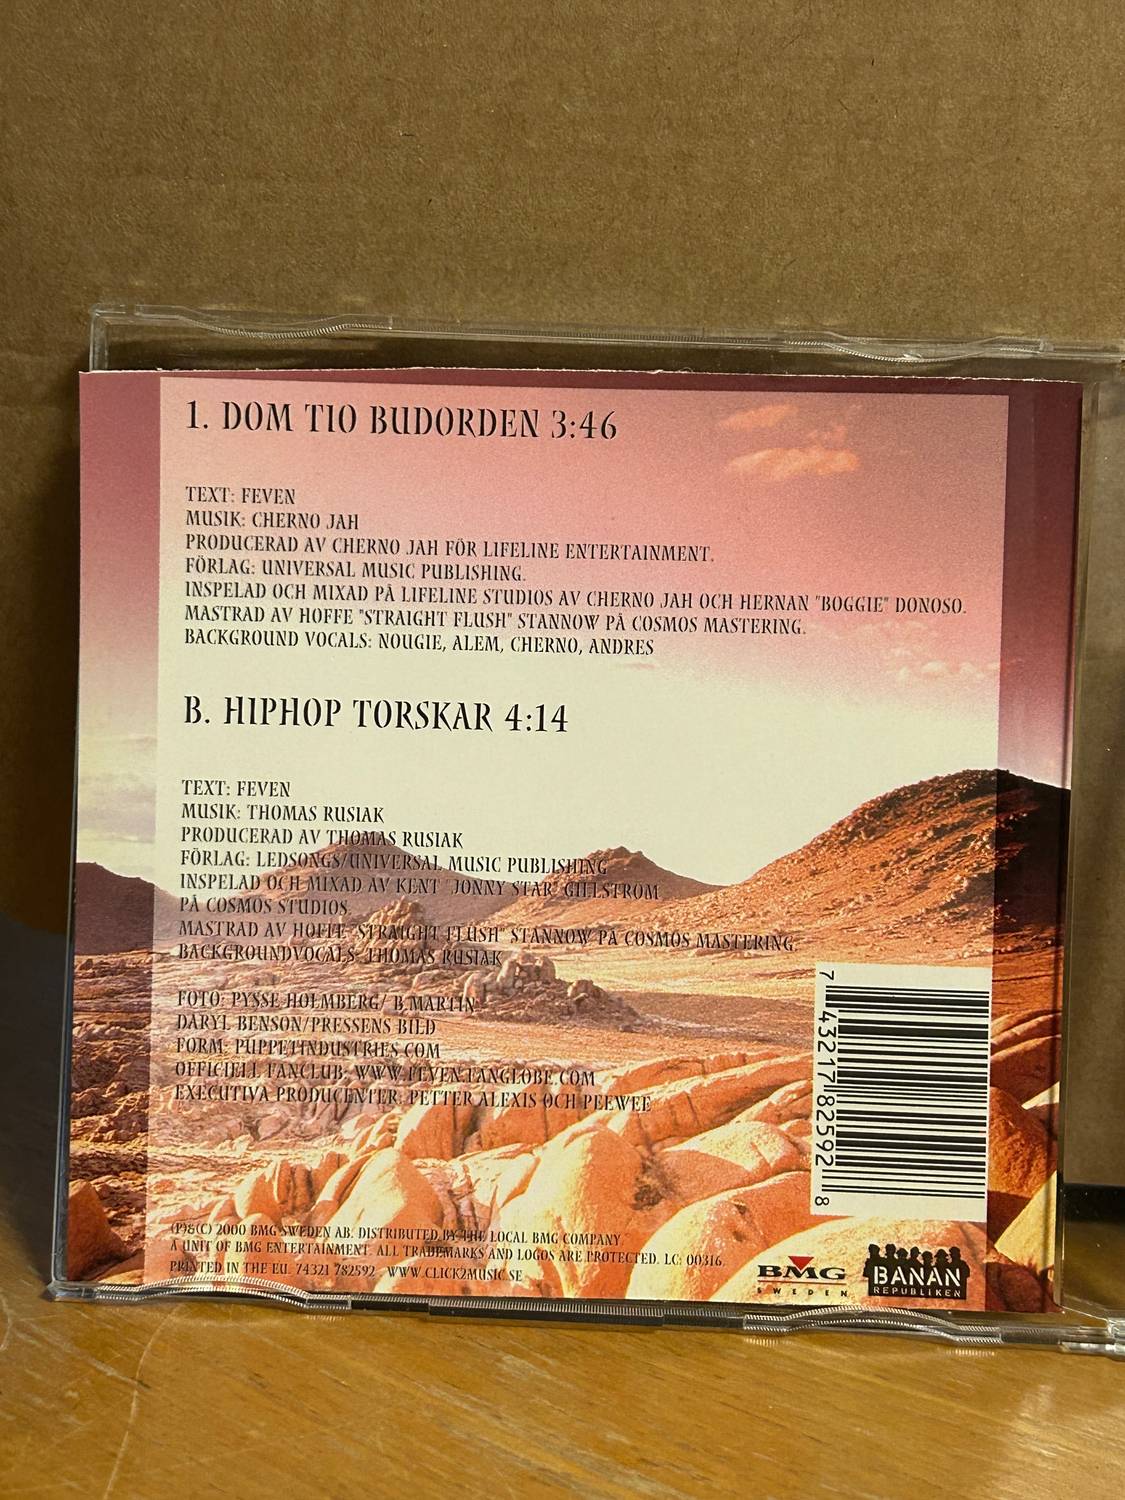 1. DOM TIO BUDORDEN 3:46
TEXT: FEVEN
MUSIK: CHERNO JAH
PRODUCERAD AV CHERNO JAH FÖR LIFELINE ENTERTAINMENT.
FÖRLAG: UNIVERSAL MUSIC PUBLISHING.
INSPELAD OCH MIXAD PÅ LIFELINE STUDIOS AV CHERNO JAH OCH HERNAN "BOGGIE" DONOSO.
MASTRAD AV HOFFE "STRAIGHT FLUSH" STANNOW PÅ COSMOS MASTERING.
BACKGROUND VOCALS: NOUGIE, ALEM, CHERNO, ANDRES
B. HIPHOP TORSKAR 4:14
TEXT: FEVEN
MUSIK: THOMAS RUSIAK
PRODUCERAD AV THOMAS RUSIAK
FÖRLAG: LEDSONGS/UNIVERSAL MUSIC PUBLISHING
INSPELAD OCH MIXAD AV KENT "JONNY STAR" GILLSTRÖM
PÅ COSMOS STUDIOS.
MASTRAD AV HOFFE "STRAIGHT FLUSH" STANNOW PÅ COSMOS MASTERING.
BACKGROUNDVOCALS: THOMAS RUSIAK
FOTO: PYSSE HOLMBERG/ B MARTIN
DARYL BENSON/PRESSENS BILD
FORM: PUPPETINDUSTRIES.COM
OFFICIELL FANCLUB: WWW.FEVEN.FANGLOBE.COM
EXECUTIVA PRODUCENTER: PETTER ALEXIS OCH PEEWEE
7 43217 82592 8
(P)&(C) 2000 BMG SWEDEN AB. DISTRIBUTED BY THE LOCAL BMG COMPANY
A UNIT OF BMG ENTERTAINMENT. ALL TRADEMARKS AND LOGOS ARE PROTECTED. LC: 00316.
PRINTED IN THE EU. 74321 782592 WWW.CLICK2MUSIC.SE
BMG
SWEDEN
BANAN
REPUBLIKEN